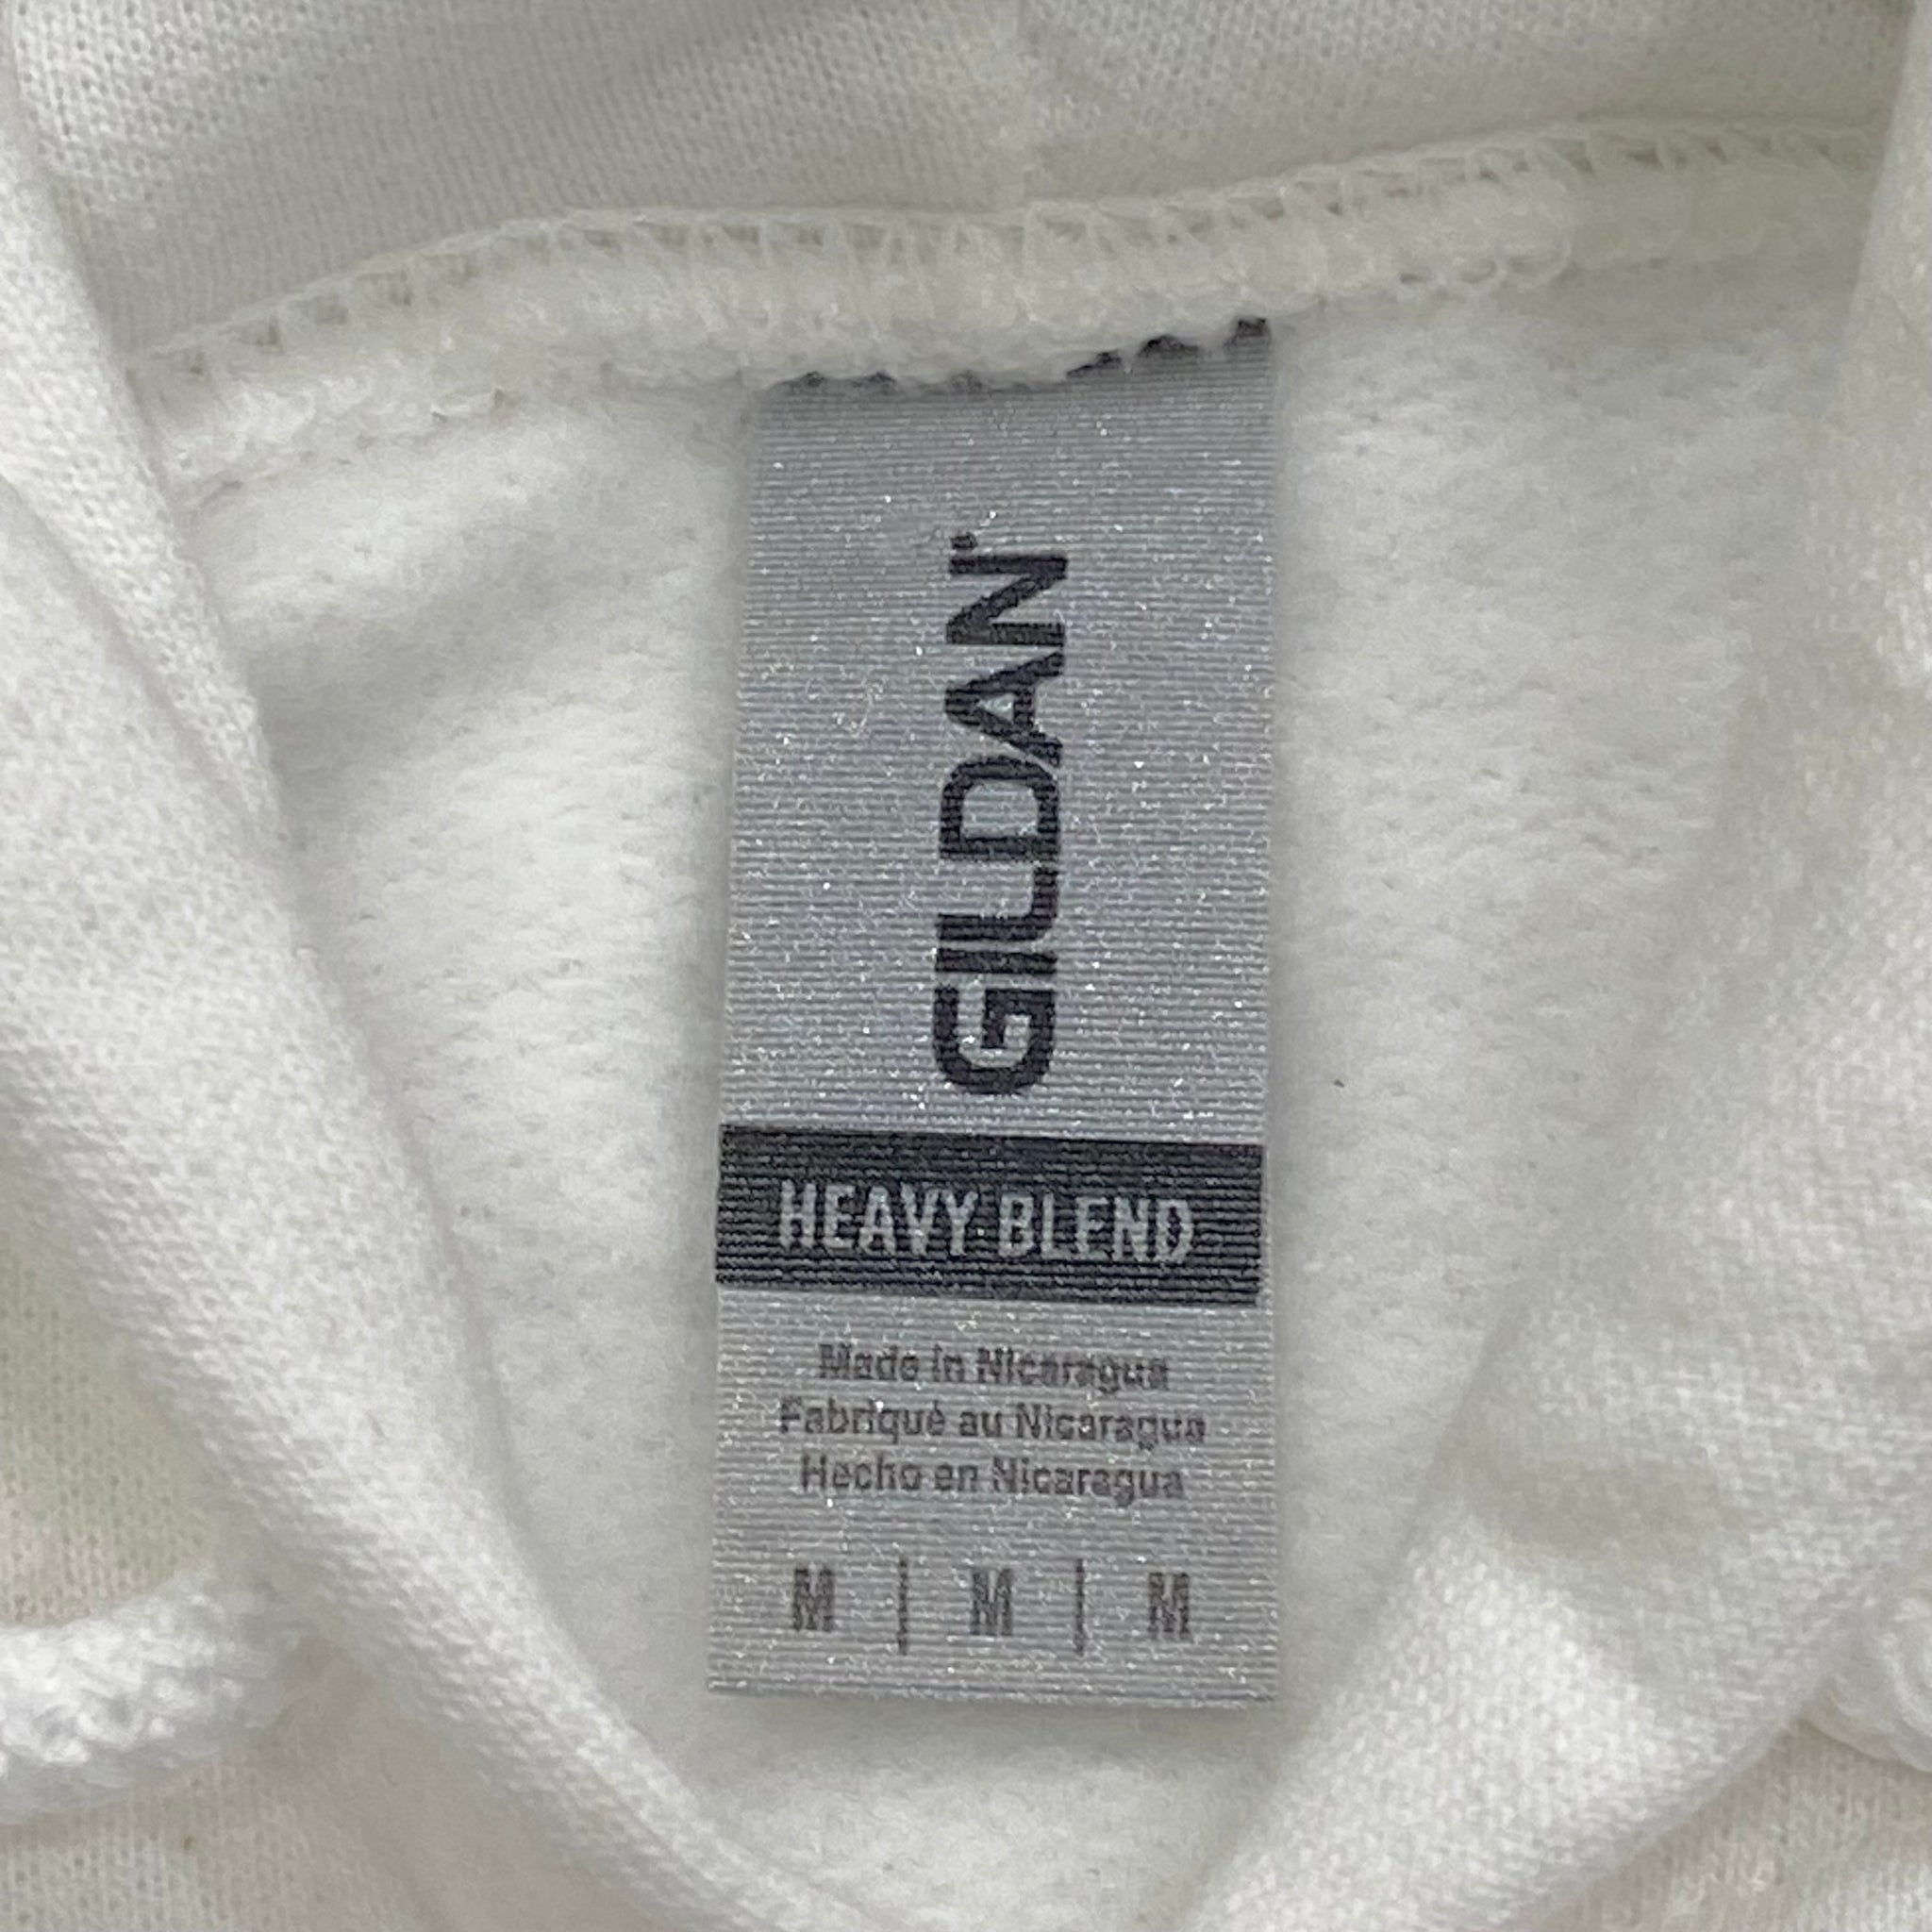 GILDAN
HEAVY BLEND
Made in Nicaragua
Fabriqué au Nicaragua
Hecho en Nicaragua
M | M | M